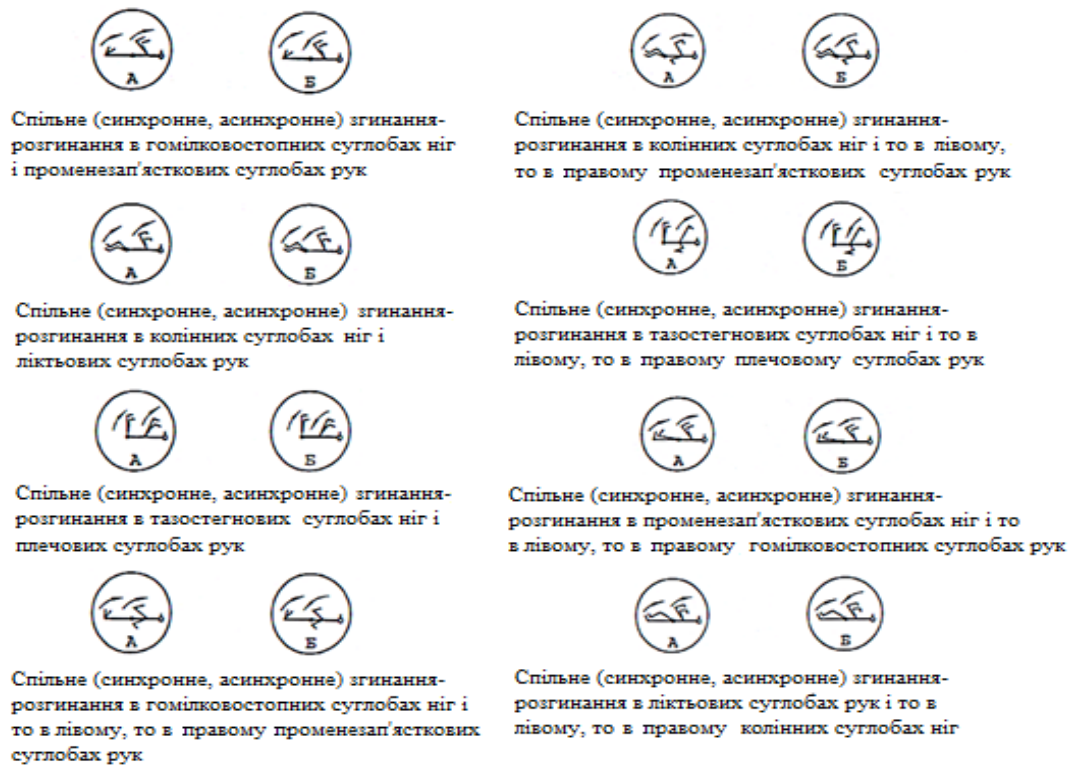 А Б
Спільне (синхронне, асинхронне) згинання-
розгинання в гомілковостопних суглобах ніг
і променезап'ясткових суглобах рук
А Б
Спільне (синхронне, асинхронне) згинання-
розгинання в колінних суглобах ніг і то в лівому,
то в правому променезап'ясткових суглобах рук
А Б
Спільне (синхронне, асинхронне) згинання-
розгинання в колінних суглобах ніг і
ліктьових суглобах рук
А Б
Спільне (синхронне, асинхронне) згинання-
розгинання в тазостегнових суглобах ніг і то в
лівому, то в правому плечовому суглобах рук
А Б
Спільне (синхронне, асинхронне) згинання-
розгинання в тазостегнових суглобах ніг і
плечових суглобах рук
А Б
Спільне (синхронне, асинхронне) згинання-
розгинання в променезап'ясткових суглобах ніг і то
в лівому, то в правому гомілковостопних суглобах рук
А Б
Спільне (синхронне, асинхронне) згинання-
розгинання в гомілковостопних суглобах ніг і
то в лівому, то в правому променезап'ясткових
суглобах рук
А Б
Спільне (синхронне, асинхронне) згинання-
розгинання в ліктьових суглобах рук і то в
лівому, то в правому колінних суглобах ніг